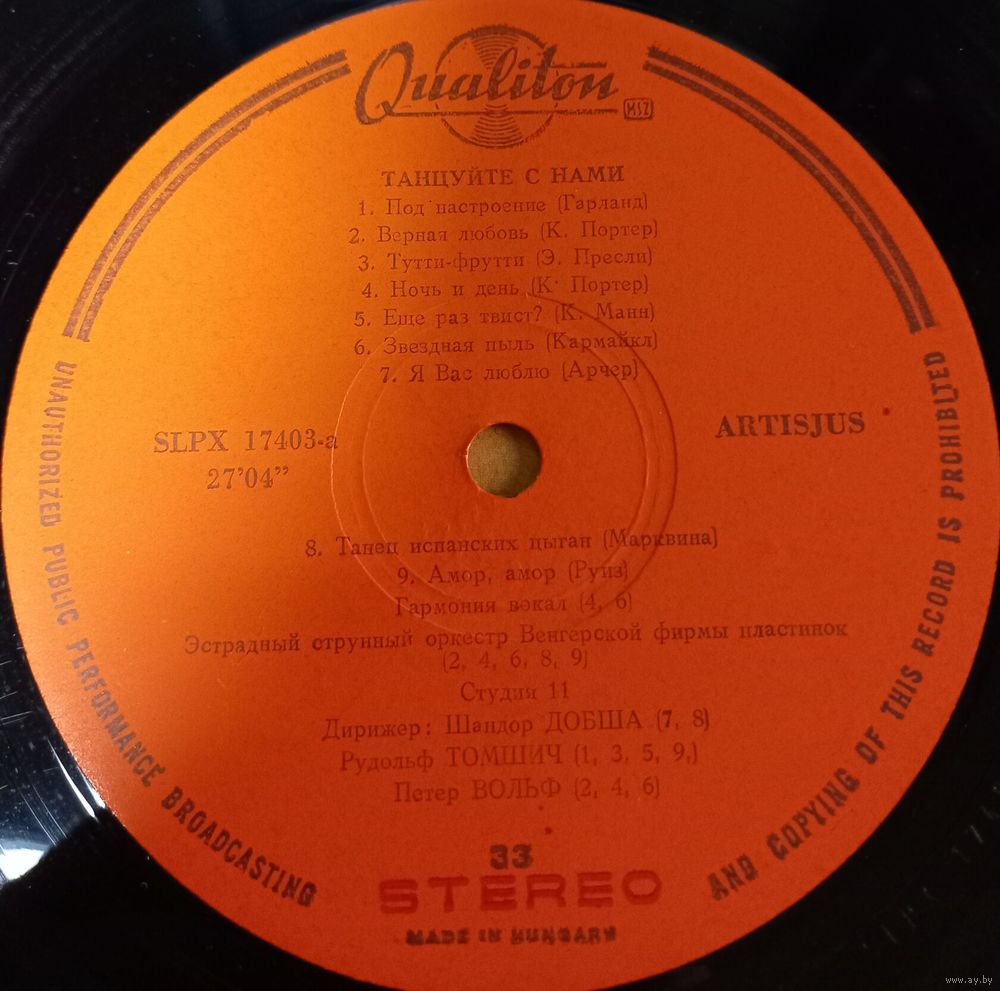 Qualiton
MSZ
ТАНЦУЙТЕ С НАМИ
1. Под настроение (Гарланд)
2. Верная любовь (К. Портер)
3. Тутти-фрутти (Э. Пресли)
4. Ночь и день (К. Портер)
5. Еще раз твист? (К. Манн)
6. Звездная пыль (Кармайкл)
7. Я Вас люблю (Арчер)
SLPX 17403-а
27'04”
ARTISJUS
8. Танец испанских цыган (Марквина)
9. Амор, амор (Руиз)
Гармония вокал (4, 6)
Эстрадный струнный оркестр Венгерской фирмы пластинок
(2, 4, 6, 8, 9)
Студия 11
Дирижер: Шандор ДОБША (7, 8)
Рудольф ТОМШИЧ (1, 3, 5, 9,)
Петер ВОЛЬФ (2, 4, 6)
33
STEREO
MADE IN HUNGARY
UNAUTHORIZED PUBLIC PERFORMANCE BROADCASTING
AND COPYING OF THIS RECORD IS PROHIBITED
www.ay.by